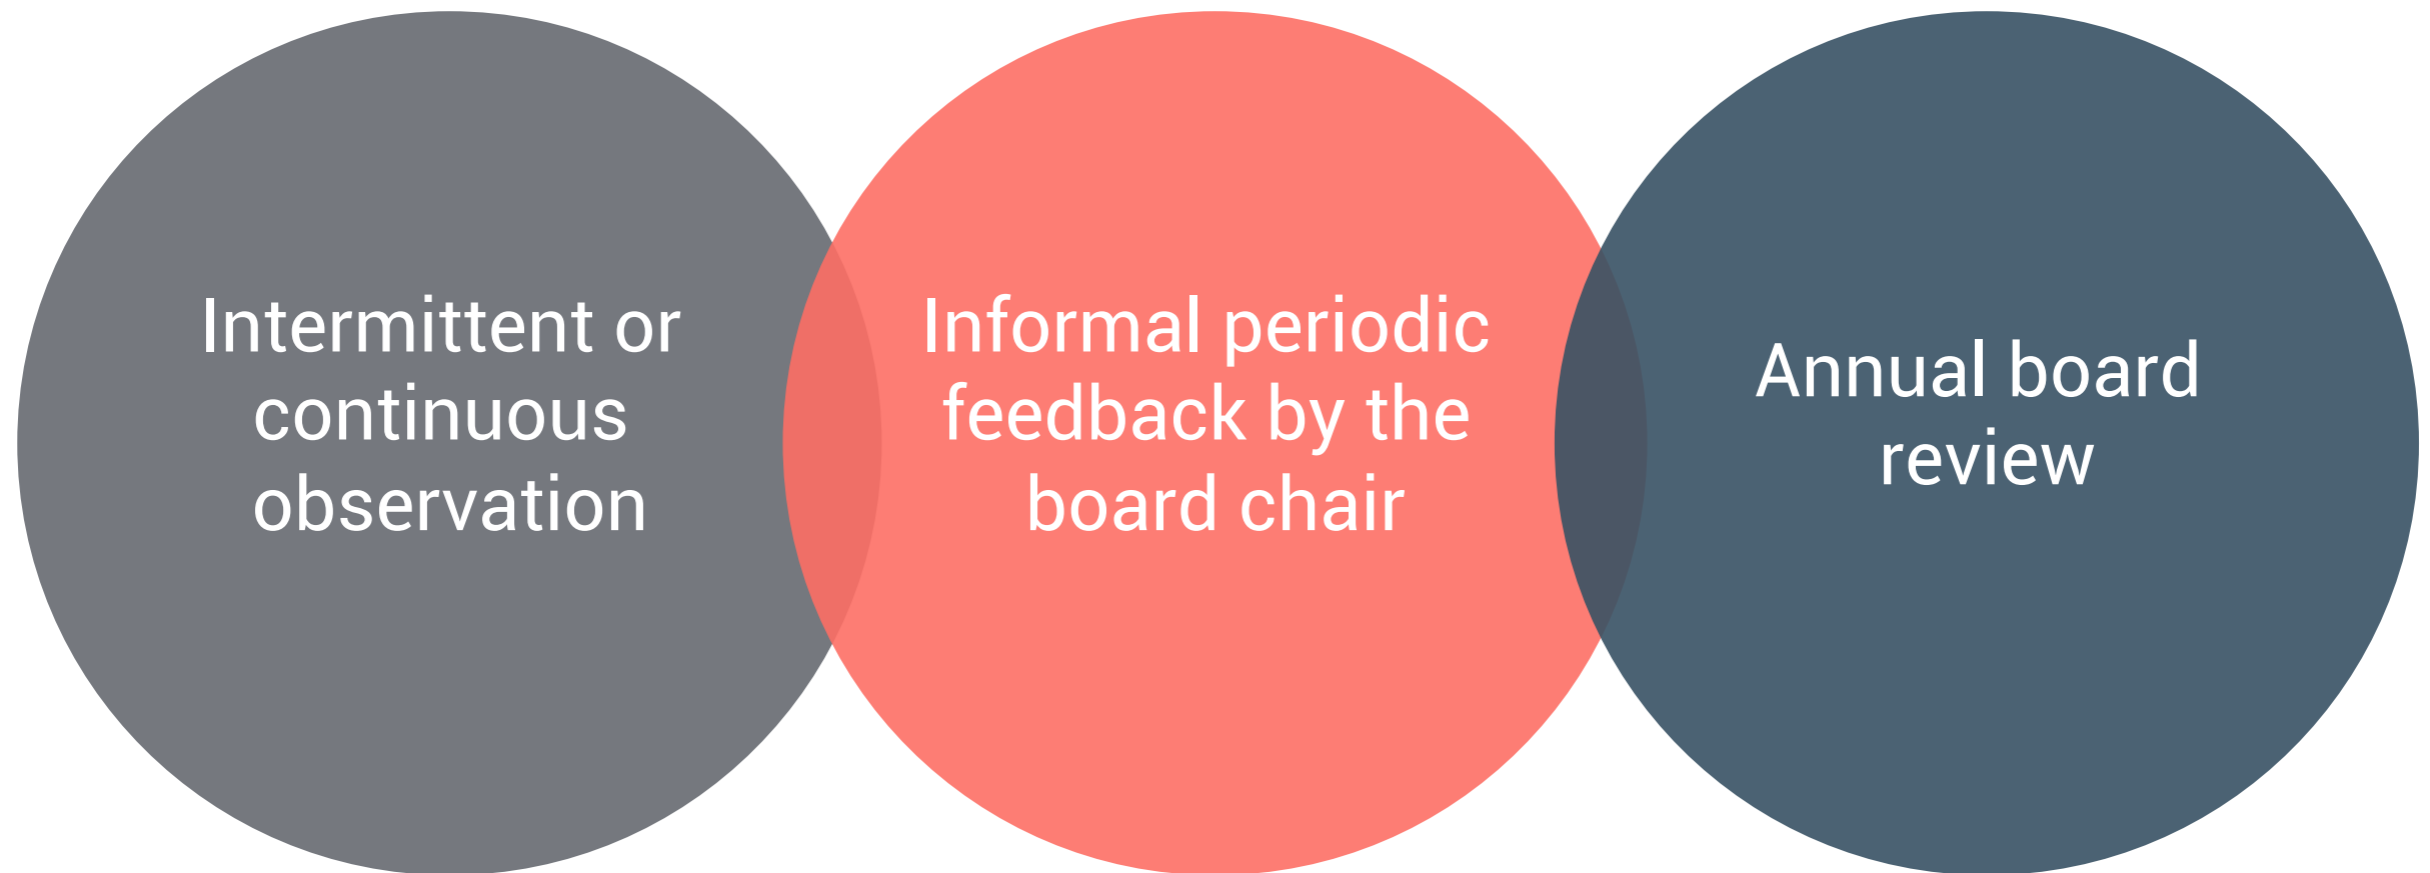 Intermittent or
continuous
observation
Informal periodic
feedback by the
board chair
Annual board
review